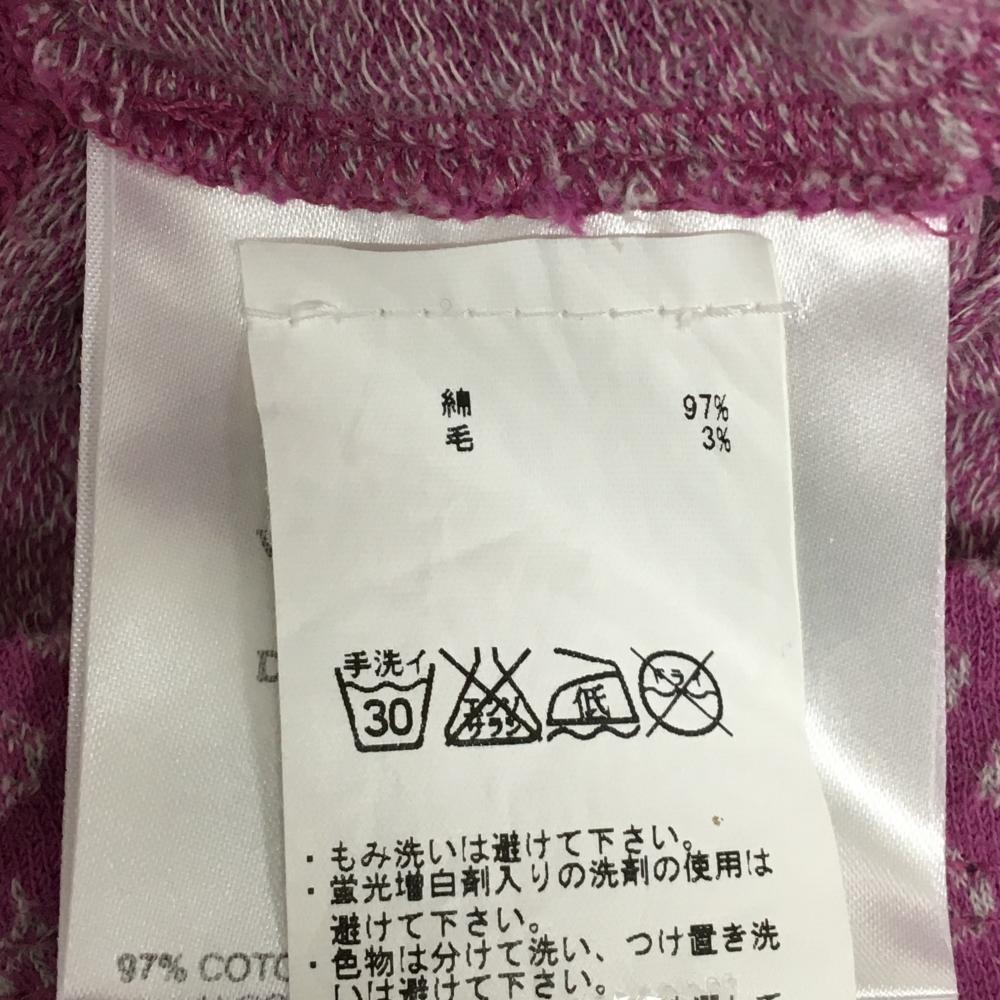 綿 97%
毛 3%
手洗イ
30
エンソ
サラシ
低
ドライ
・もみ洗いは避けて下さい。
・蛍光増白剤入りの洗剤の使用は
避けて下さい。
・色物は分けて洗い、つけ置き洗
いは避けて下さい。
97% COTO